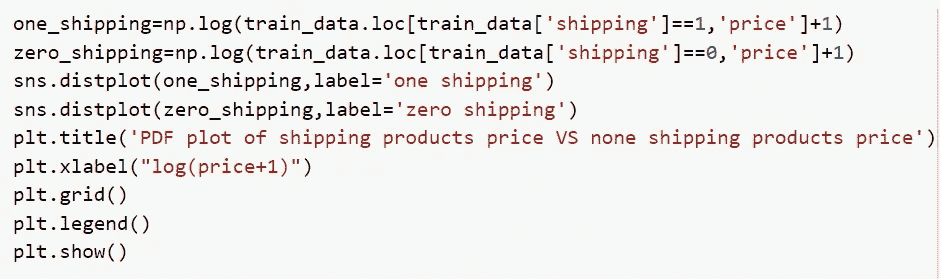 one_shipping=np.log(train_data.loc[train_data['shipping']==1,'price']+1)
zero_shipping=np.log(train_data.loc[train_data['shipping']==0,'price']+1)
sns.distplot(one_shipping,label='one shipping')
sns.distplot(zero_shipping,label='zero shipping')
plt.title('PDF plot of shipping products price VS none shipping products price')
plt.xlabel("log(price+1)")
plt.grid()
plt.legend()
plt.show()